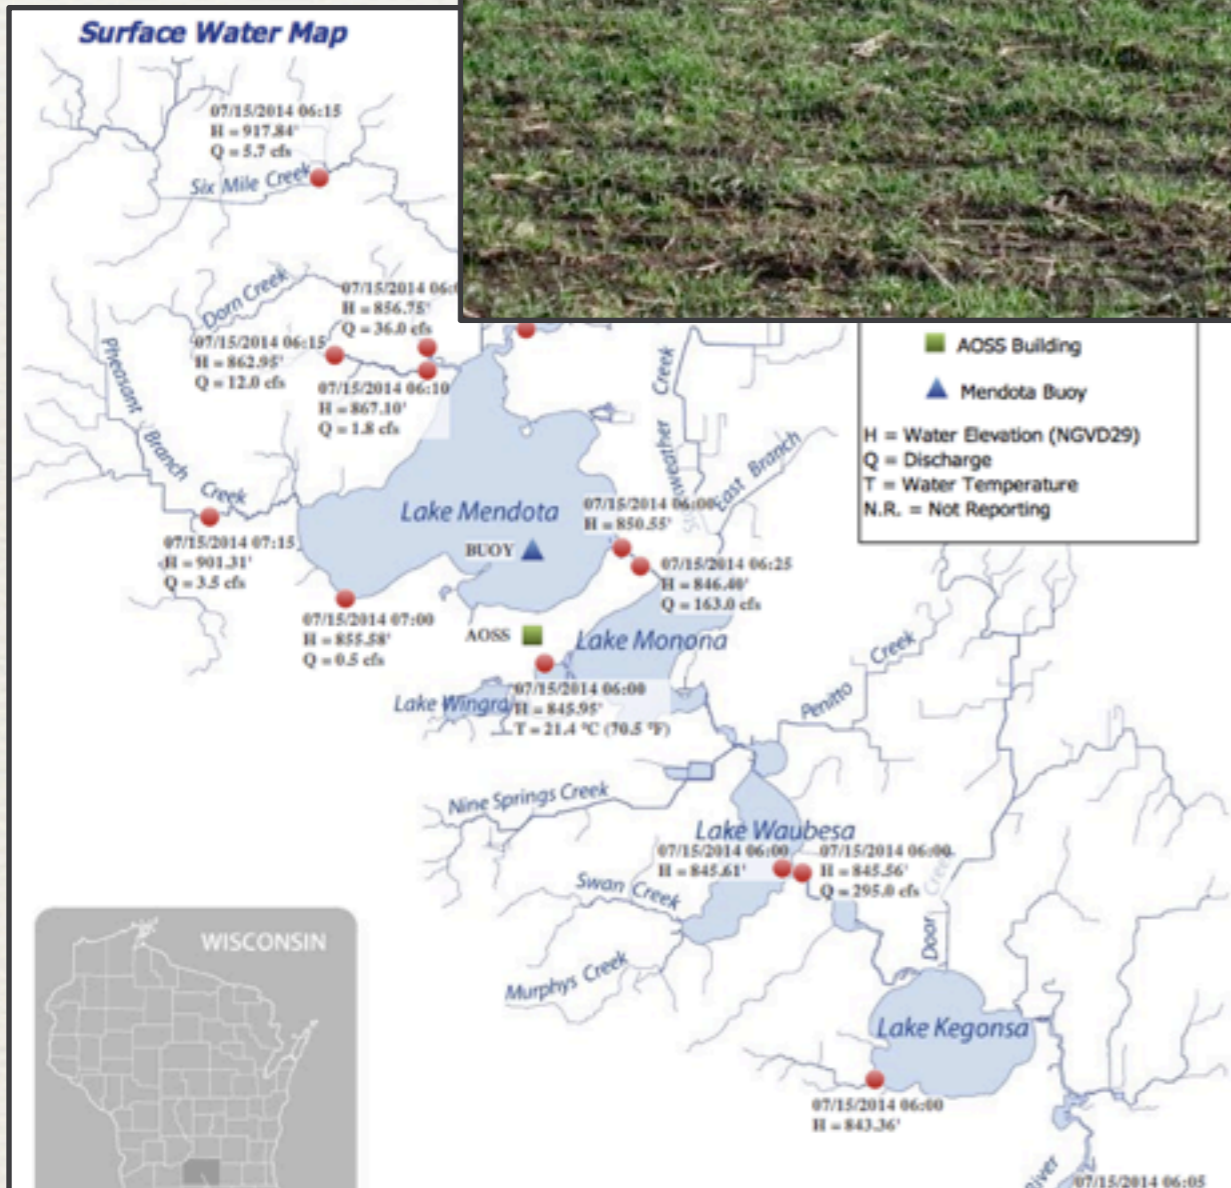 Surface Water Map
07/15/2014 06:15
H = 917.84'
Q = 5.7 cfs
Six Mile Creek
Dorn Creek
07/15/2014
H = 856.75'
Q = 36.0 cfs
07/15/2014 06:15
H = 862.95'
Q = 12.0 cfs
07/15/2014 06:10
H = 867.10'
Q = 1.8 cfs
Pheasant Branch Creek
07/15/2014 07:15
H = 901.31'
Q = 3.5 cfs
Lake Mendota
BUOY
07/15/2014 06:00
H = 850.55'
Creek
East Branch
07/15/2014 06:25
H = 846.40'
Q = 163.0 cfs
07/15/2014 07:00
H = 855.58'
Q = 0.5 cfs
AOSS
Lake Monona
Lake Wingra
07/15/2014 06:00
H = 845.95'
T = 21.4 °C (70.5 °F)
AOSS Building
Mendota Buoy
H = Water Elevation (NGVD29)
Q = Discharge
T = Water Temperature
N.R. = Not Reporting
Penitto Creek
Nine Springs Creek
Lake Waubesa
07/15/2014 06:00
H = 845.61'
07/15/2014 06:00
H = 845.56'
Q = 295.0 cfs
Swan Creek
Murphys Creek
Door Creek
Lake Kegonsa
07/15/2014 06:00
H = 843.36'
WISCONSIN
River
07/15/2014 06:05